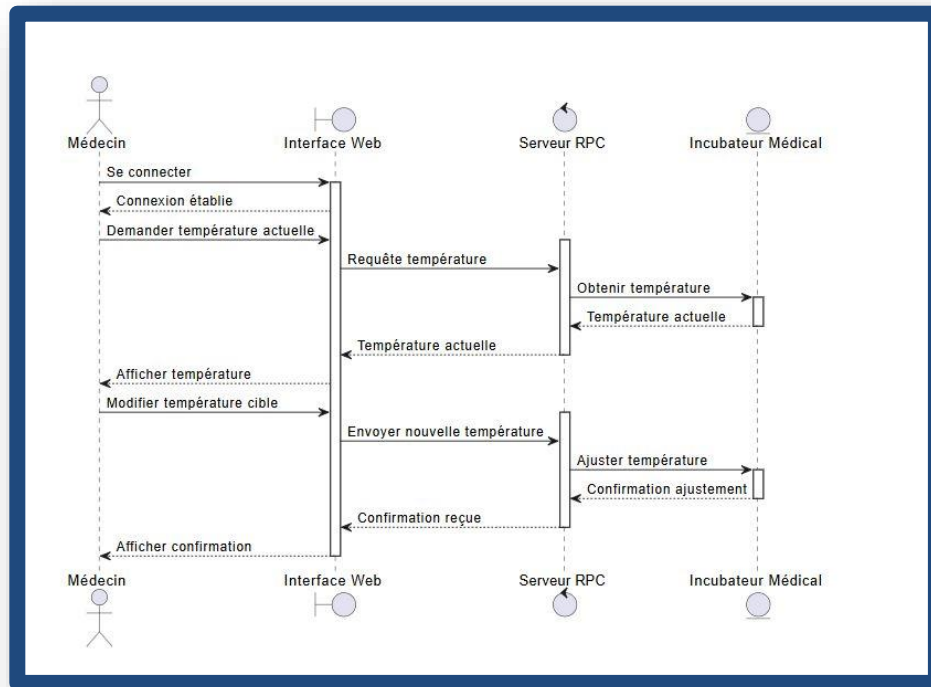 Médecin
Interface Web
Serveur RPC
Incubateur Médical
Se connecter
Connexion établie
Demander température actuelle
Requête température
Obtenir température
Température actuelle
Température actuelle
Afficher température
Modifier température cible
Envoyer nouvelle température
Ajuster température
Confirmation ajustement
Confirmation reçue
Afficher confirmation
Médecin
Interface Web
Serveur RPC
Incubateur Médical